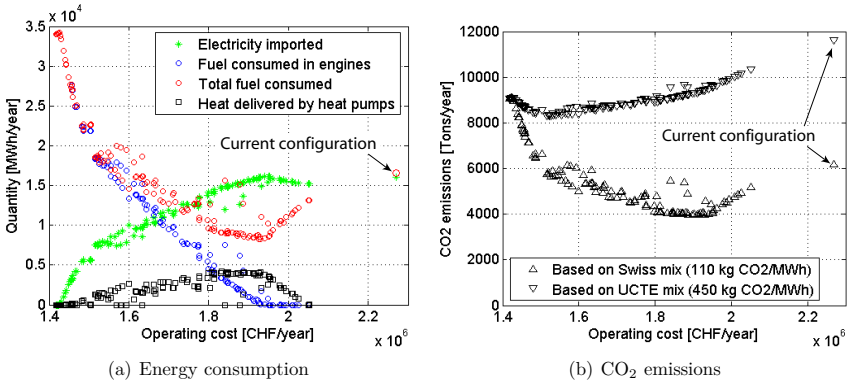 x 10^4
3.5
3
2.5
2
1.5
1
0.5
0
Quantity [MWhr/year]
Electricity imported
Fuel consumed in engines
Total fuel consumed
Heat delivered by heat pumps
Current configuration
1.4 1.6 1.8 2 2.2
Operating cost [CHF/year]
x 10^6
(a) Energy consumption
12000
10000
8000
6000
4000
2000
0
CO2 emissions [Tons/year]
Current configuration
Based on Swiss mix (110 kg CO2/MWh)
Based on UCTE mix (450 kg CO2/MWh)
1.4 1.6 1.8 2 2.2
Operating cost [CHF/year]
x 10^6
(b) CO₂ emissions